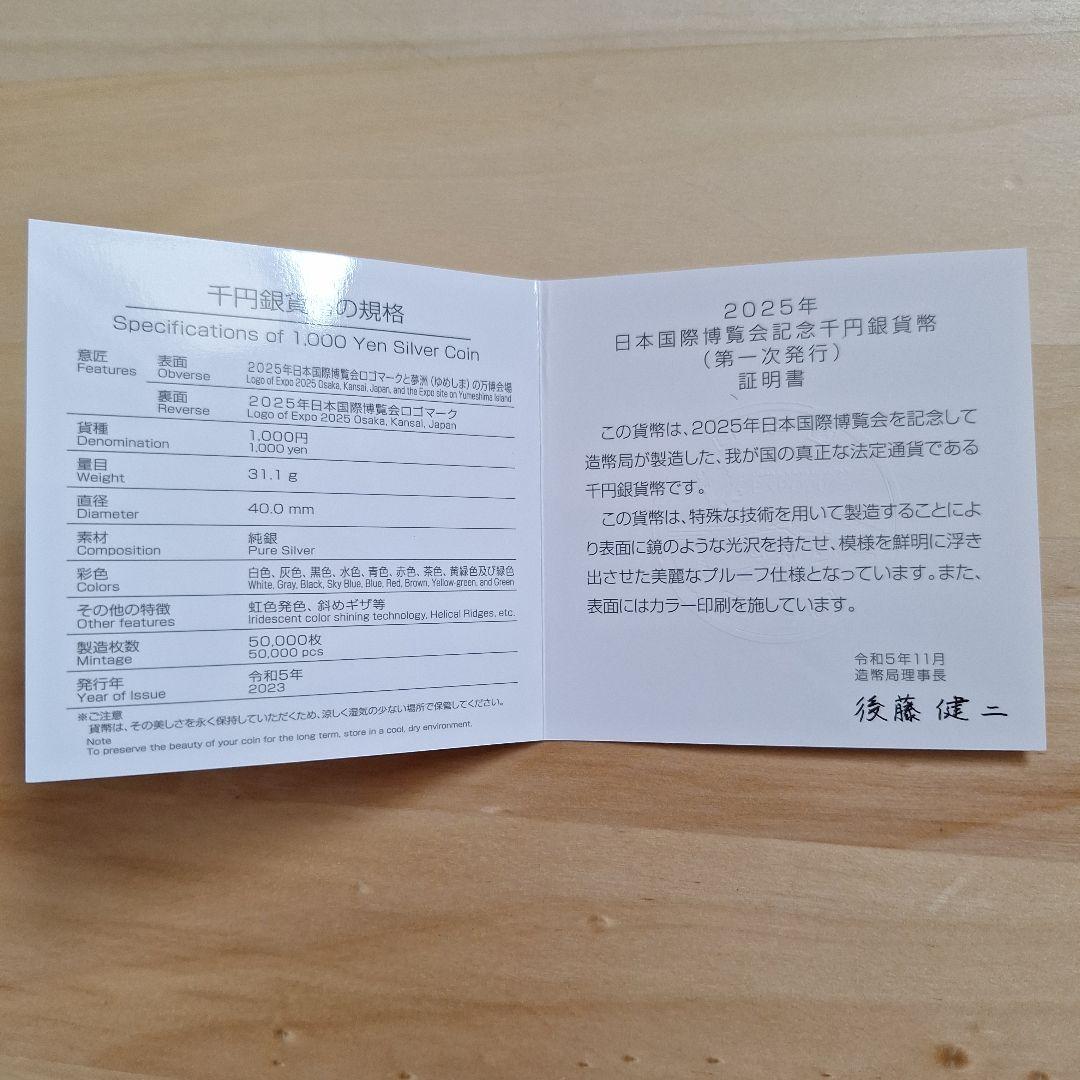 千円銀貨幣の規格
Specifications of 1,000 Yen Silver Coin
意匠
Features
表面
Obverse
2025年日本国際博覧会ロゴマークと夢洲(ゆめしま)の万博会場
Logo of Expo 2025 Osaka, Kansai, Japan, and the Expo site on Yumeshima Island
裏面
Reverse
2025年日本国際博覧会ロゴマーク
Logo of Expo 2025 Osaka, Kansai, Japan
貨種
Denomination
1,000円
1,000 yen
量目
Weight
31.1 g
直径
Diameter
40.0 mm
素材
Composition
純銀
Pure Silver
彩色
Colors
白色、灰色、黒色、水色、青色、赤色、茶色、黄緑色及び緑色
White, Gray, Black, Sky Blue, Blue, Red, Brown, Yellow-green, and Green
その他の特徴
Other features
虹色発色、斜めギザ等
Iridescent color shining technology, Helical Ridges, etc.
製造枚数
Mintage
50,000枚
50,000 pcs
発行年
Year of Issue
令和5年
2023
※ご注意
貨幣は、その美しさを永く保持していただくため、涼しく湿気の少ない場所で保管してください。
Note
To preserve the beauty of your coin for the long term, store in a cool, dry environment.
2025年
日本国際博覧会記念千円銀貨幣
(第一次発行)
証明書
この貨幣は、2025年日本国際博覧会を記念して
造幣局が製造した、我が国の真正な法定通貨である
千円銀貨幣です。
この貨幣は、特殊な技術を用いて製造することによ
り表面に鏡のような光沢を持たせ、模様を鮮明に浮き
出させた美麗なプルーフ仕様となっています。また、
表面にはカラー印刷を施しています。
令和5年11月
造幣局理事長
後藤健二